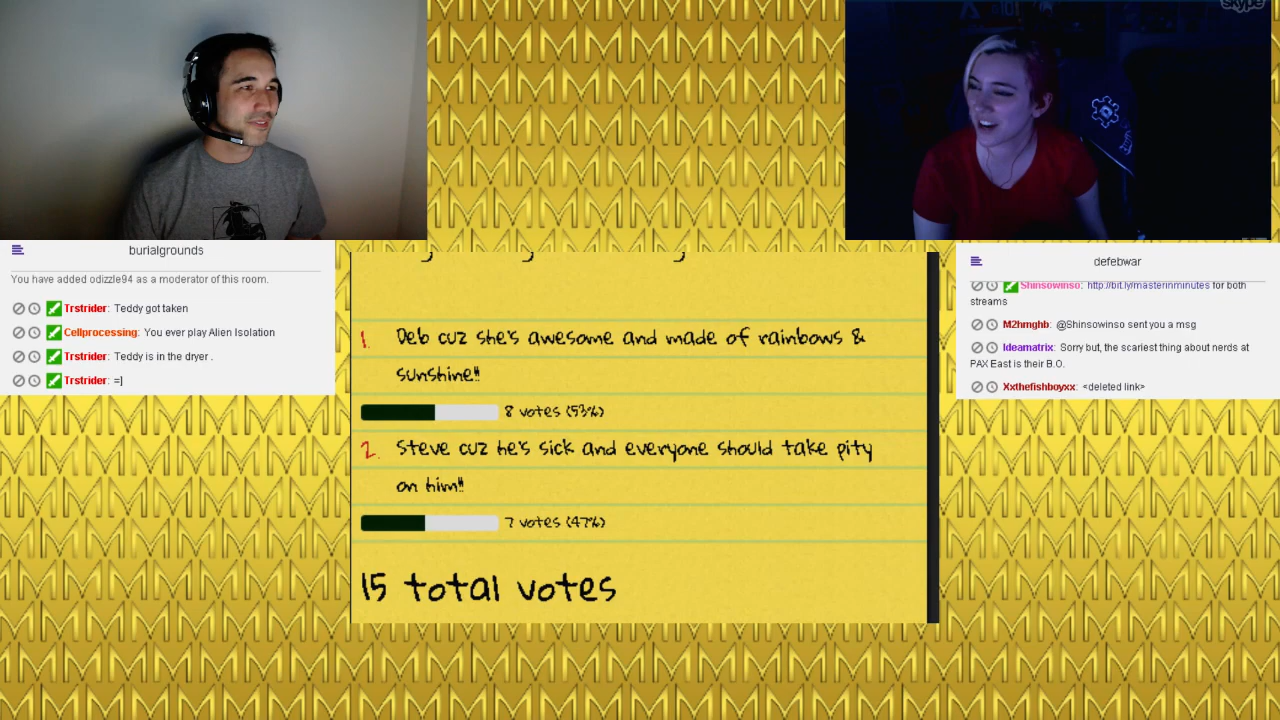 skype
burialgrounds
You have added odizzle94 as a moderator of this room.
Trstrider: Teddy got taken
Cellprocessing: You ever play Alien Isolation
Trstrider: Teddy is in the dryer .
Trstrider: =]
1. Deb cuz she's awesome and made of rainbows &
sunshine!!
8 votes (53%)
2. Steve cuz he's sick and everyone should take pity
on him!!
7 votes (47%)
15 total votes
defebwar
Shinsowinso: http://bit.ly/masterinminutes for both
streams
M2hmghb: @Shinsowinso sent you a msg
Ideamatrix: Sorry but, the scariest thing about nerds at
PAX East is their B.O.
Xxthefishboyxx: <deleted link>